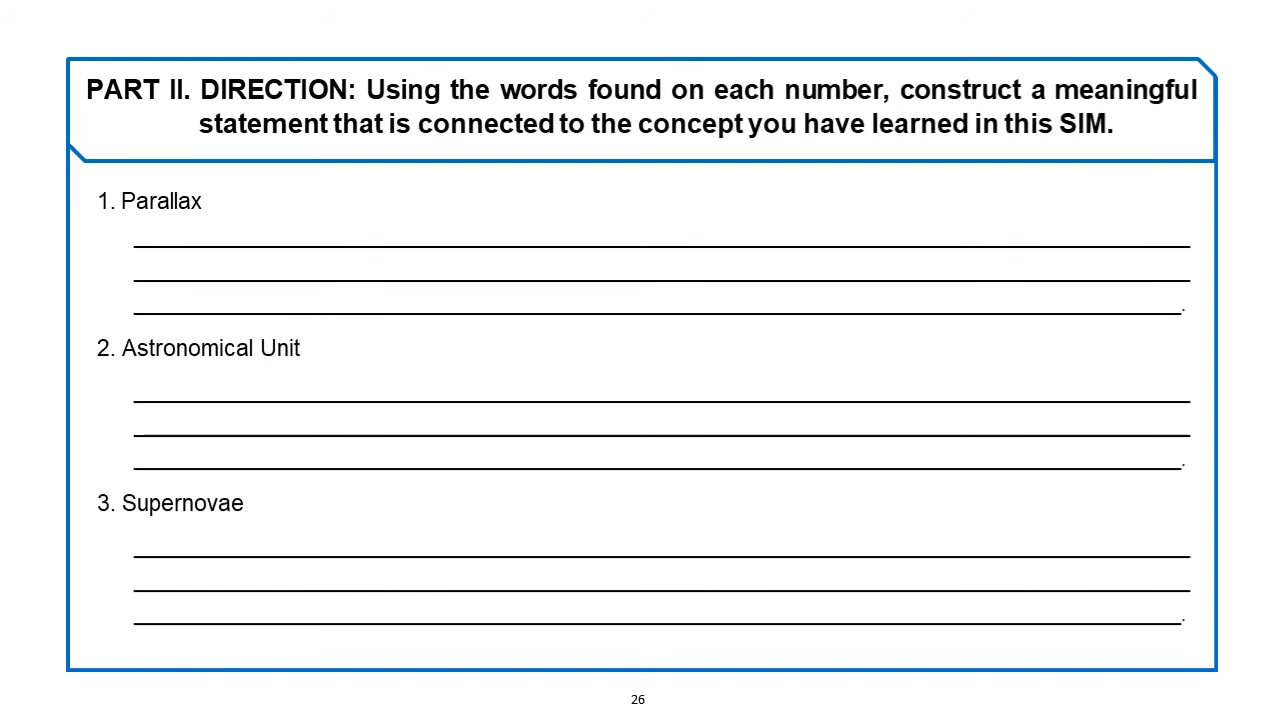 PART II. DIRECTION: Using the words found on each number, construct a meaningful
statement that is connected to the concept you have learned in this SIM.
1. Parallax
.
2. Astronomical Unit
.
3. Supernovae
.
26